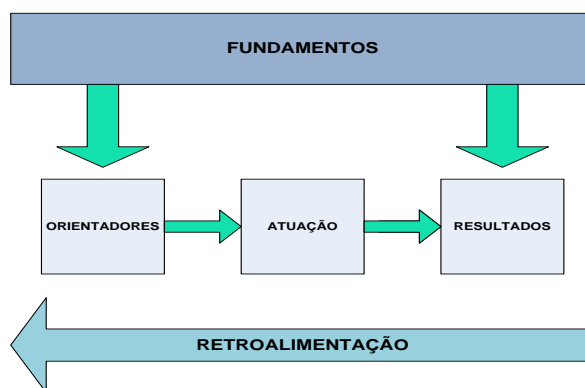 FUNDAMENTOS
ORIENTADORES
ATUAÇÃO
RESULTADOS
RETROALIMENTAÇÃO